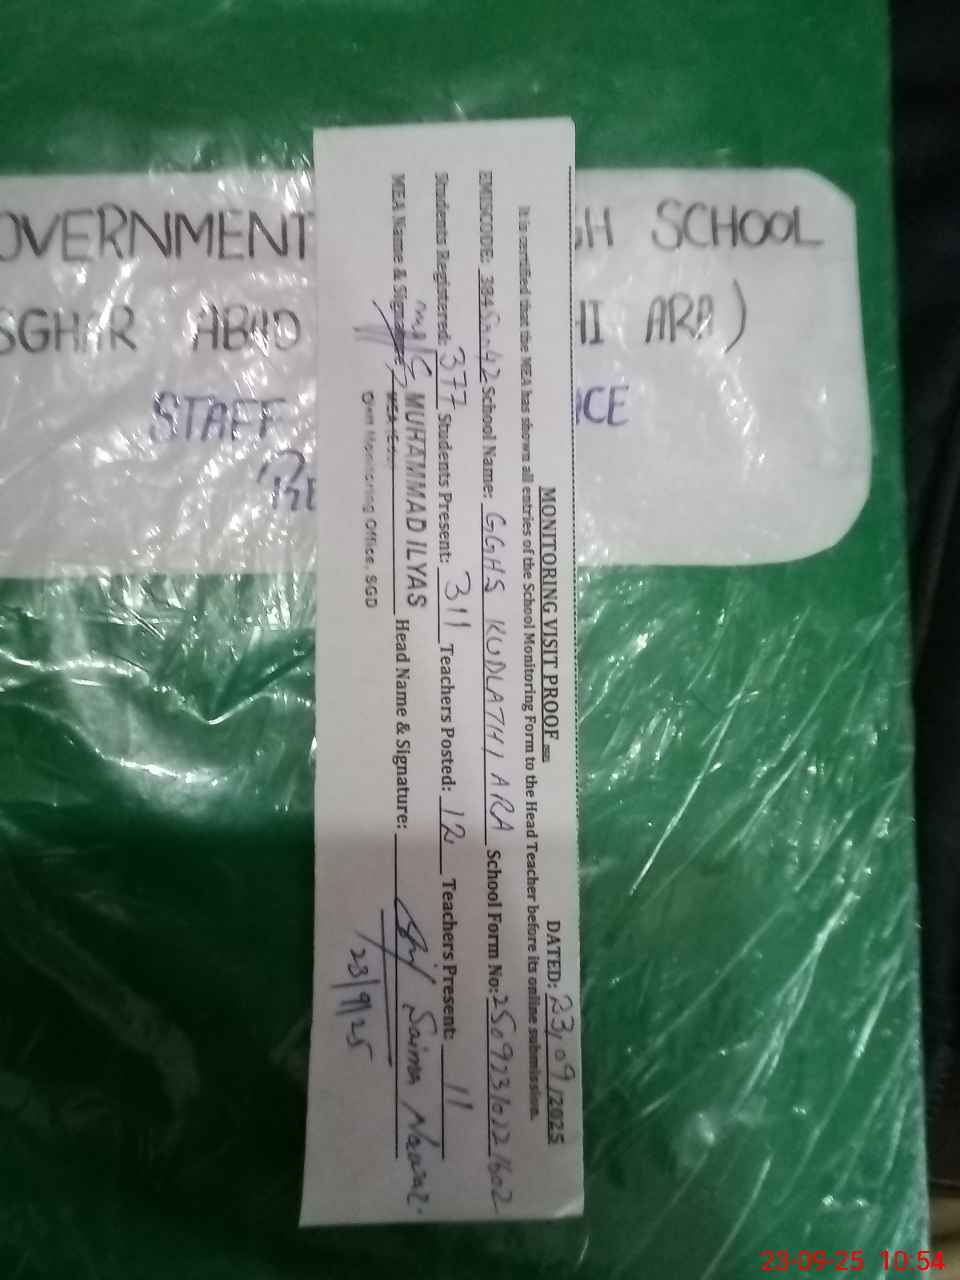 MONITORING VISIT PROOF
DATED: 23/09/2025
It is certified that the MEA has shown all entries of the School Monitoring Form to the Head Teacher before its online submission.
EMISCODE: 384 School Name: GGHS KUDLATHI ARA School Form No:
Students Registered: 377 Students Present: 311 Teachers Posted: 12 Teachers Present: 11
MEA Name & Signature: MUHAMMAD ILYAS Head Name & Signature: Saima
Monitoring Office, SGD
23/9/25
OVERNMENT GH SCHOOL
SGHAR ABAD HI ARA)
STAFF CE
23-09-25 10:54